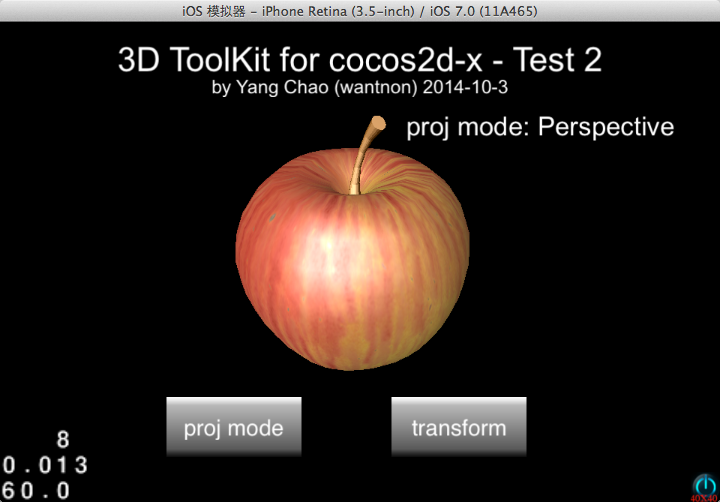 iOS 模拟器 - iPhone Retina (3.5-inch) / iOS 7.0 (11A465)
3D ToolKit for cocos2d-x - Test 2
by Yang Chao (wantnon) 2014-10-3
proj mode: Perspective
proj mode
transform
8
0.013
60.0
40X40